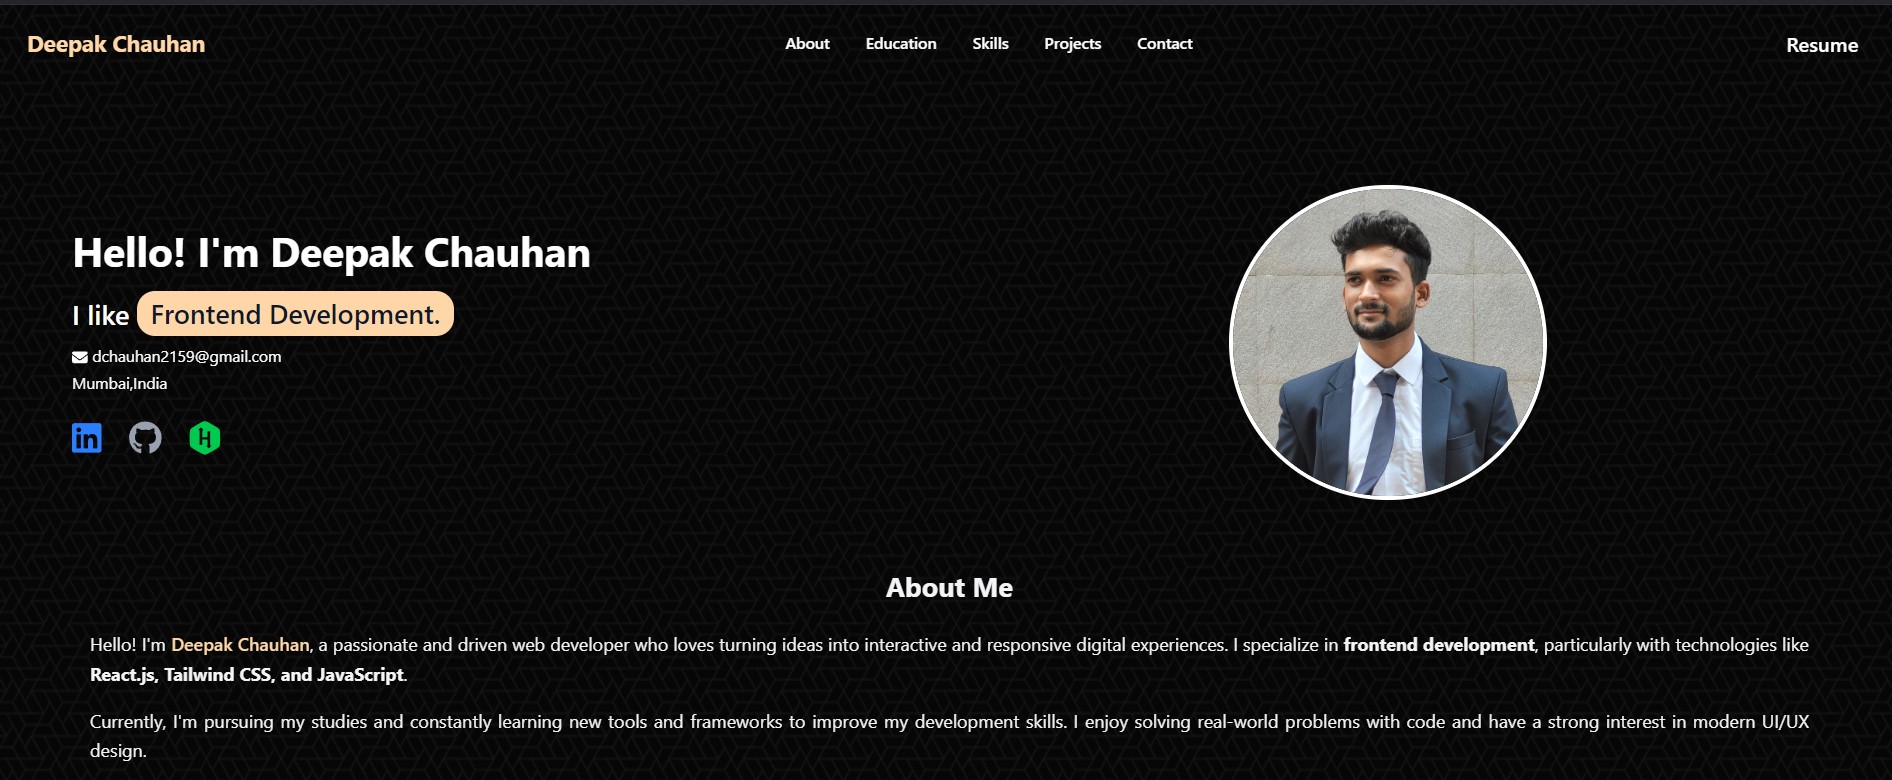 Deepak Chauhan
About Education Skills Projects Contact
Resume
Hello! I'm Deepak Chauhan
I like Frontend Development.
dchauhan2159@gmail.com
Mumbai,India
in
H
About Me
Hello! I'm Deepak Chauhan, a passionate and driven web developer who loves turning ideas into interactive and responsive digital experiences. I specialize in frontend development, particularly with technologies like
React.js, Tailwind CSS, and JavaScript.
Currently, I'm pursuing my studies and constantly learning new tools and frameworks to improve my development skills. I enjoy solving real-world problems with code and have a strong interest in modern UI/UX
design.